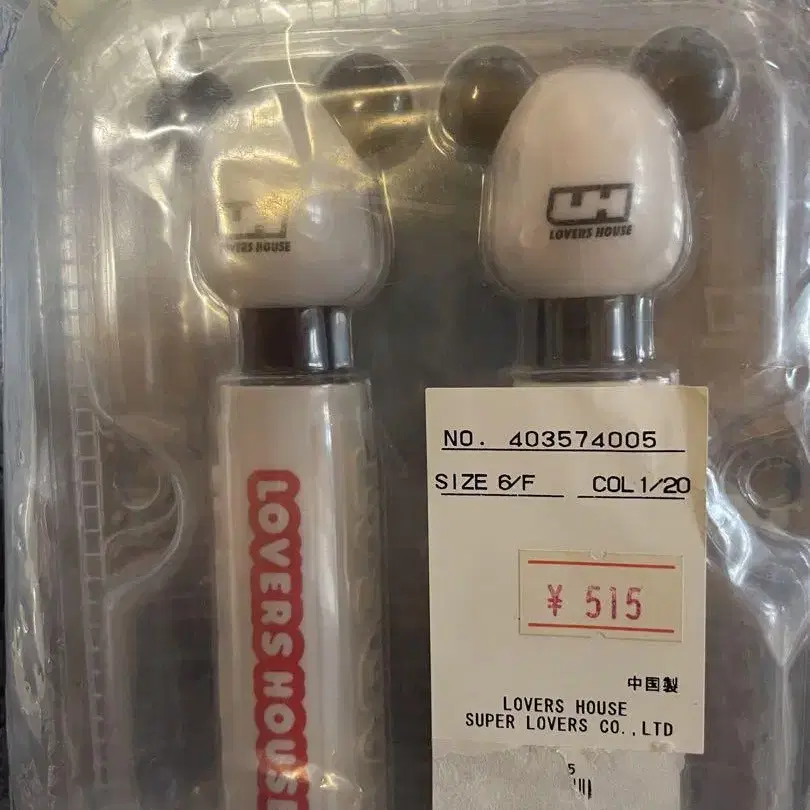 LH
LOVERS HOUSE
LH
LOVERS HOUSE
LOVERS HOUSE
NO. 403574005
SIZE 6/F COL 1/20
¥ 515
中国製
LOVERS HOUSE
SUPER LOVERS CO.,LTD
5